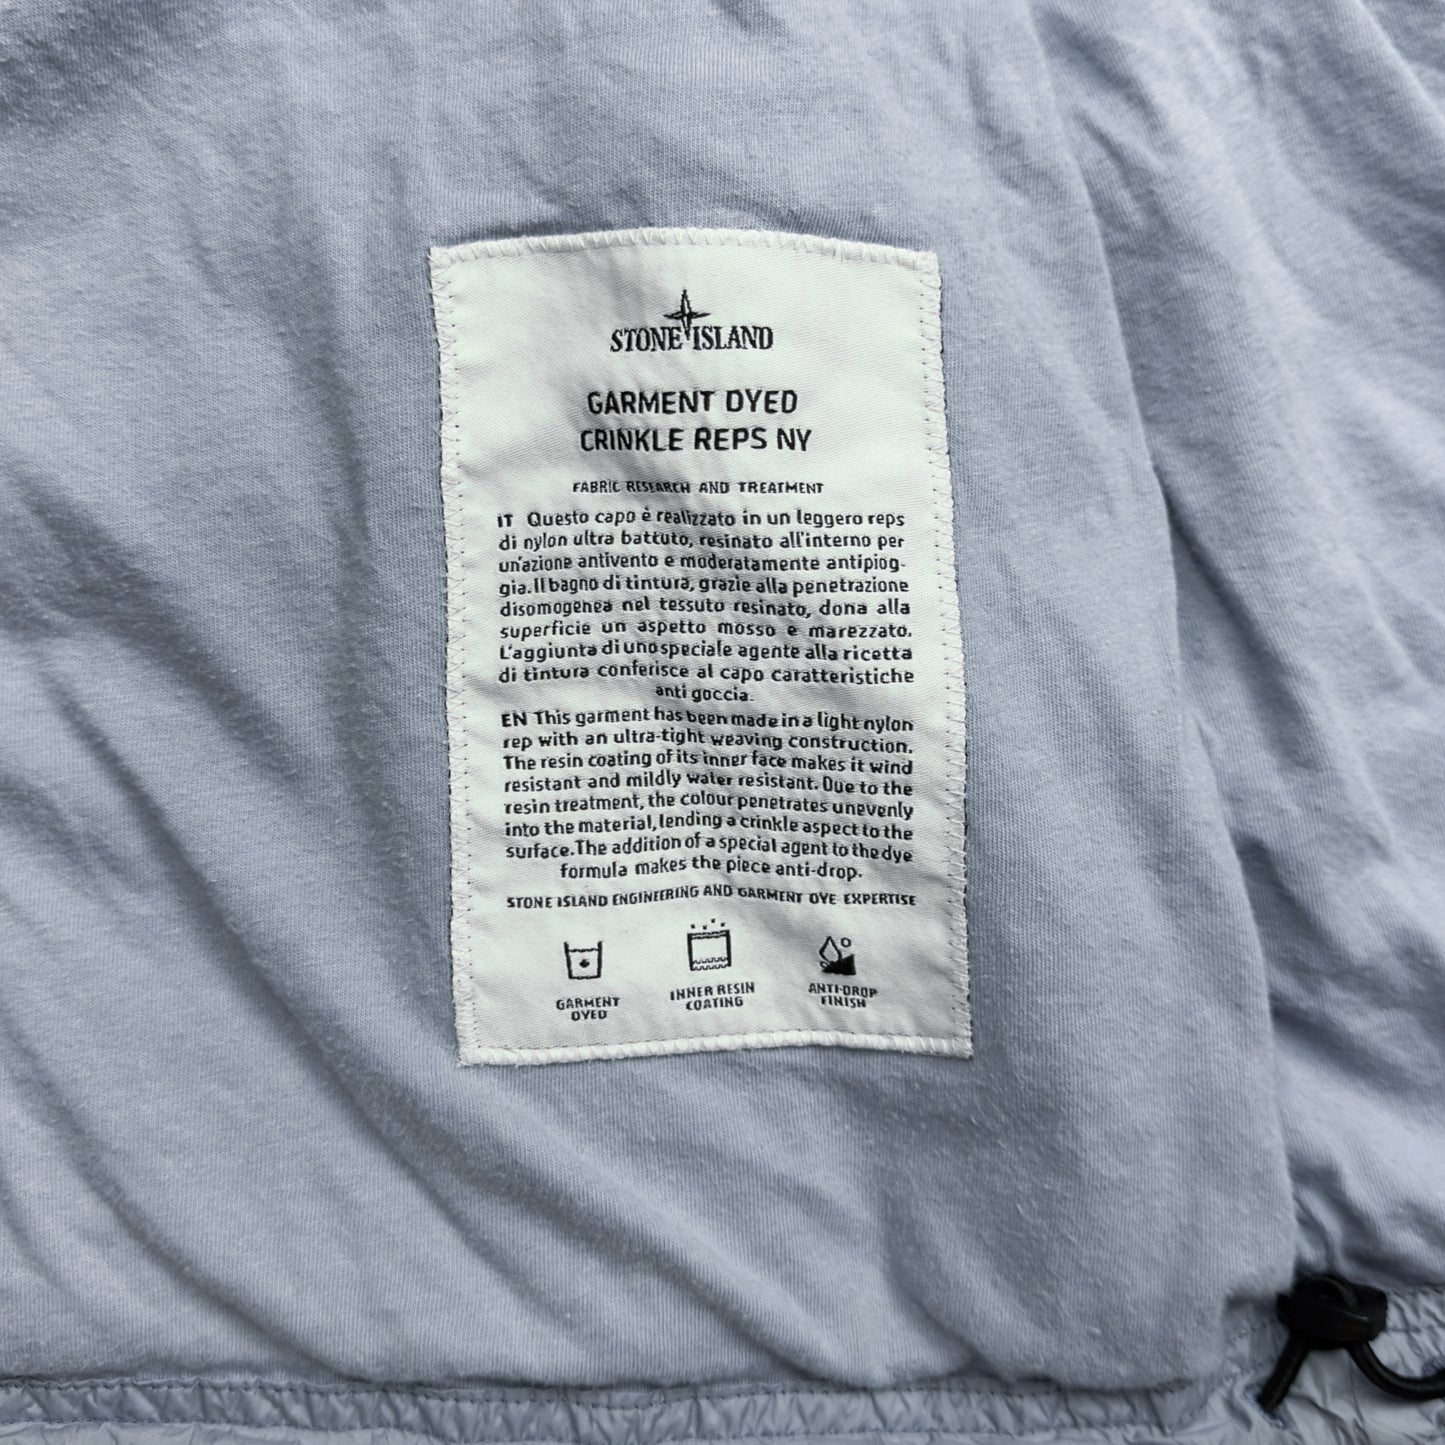 STONE ISLAND
GARMENT DYED
CRINKLE REPS NY
FABRIC RESEARCH AND TREATMENT
IT Questo capo è realizzato in un leggero reps
di nylon ultra battuto, resinato all'interno per
un'azione antivento e moderatamente antipiog-
gia. Il bagno di tintura, grazie alla penetrazione
disomogenea nel tessuto resinato, dona alla
superficie un aspetto mosso e marezzato.
L'aggiunta di uno speciale agente alla ricetta
di tintura conferisce al capo caratteristiche
anti goccia.
EN This garment has been made in a light nylon
rep with an ultra-tight weaving construction.
The resin coating of its inner face makes it wind
resistant and mildly water resistant. Due to the
resin treatment, the colour penetrates unevenly
into the material, lending a crinkle aspect to the
surface. The addition of a special agent to the dye
formula makes the piece anti-drop.
STONE ISLAND ENGINEERING AND GARMENT DYE EXPERTISE
GARMENT DYED
INNER RESIN COATING
ANTI-DROP FINISH